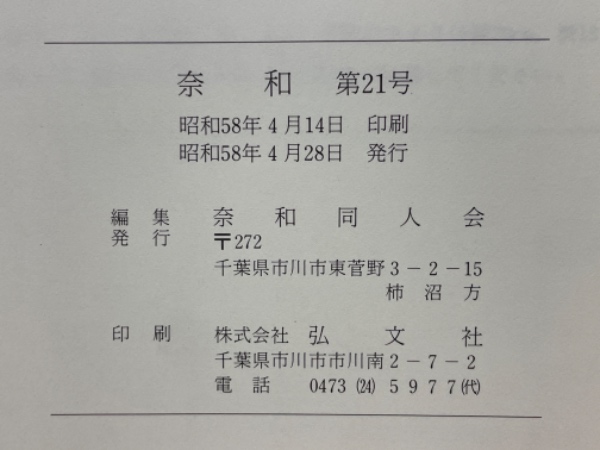 奈和 第21号
昭和58年4月14日 印刷
昭和58年4月28日 発行
編集 奈和同人会
発行 〒272
千葉県市川市東菅野3-2-15
柿沼方
印刷 株式会社 弘文社
千葉県市川市市川南2-7-2
電話 0473 (24) 5977(代)